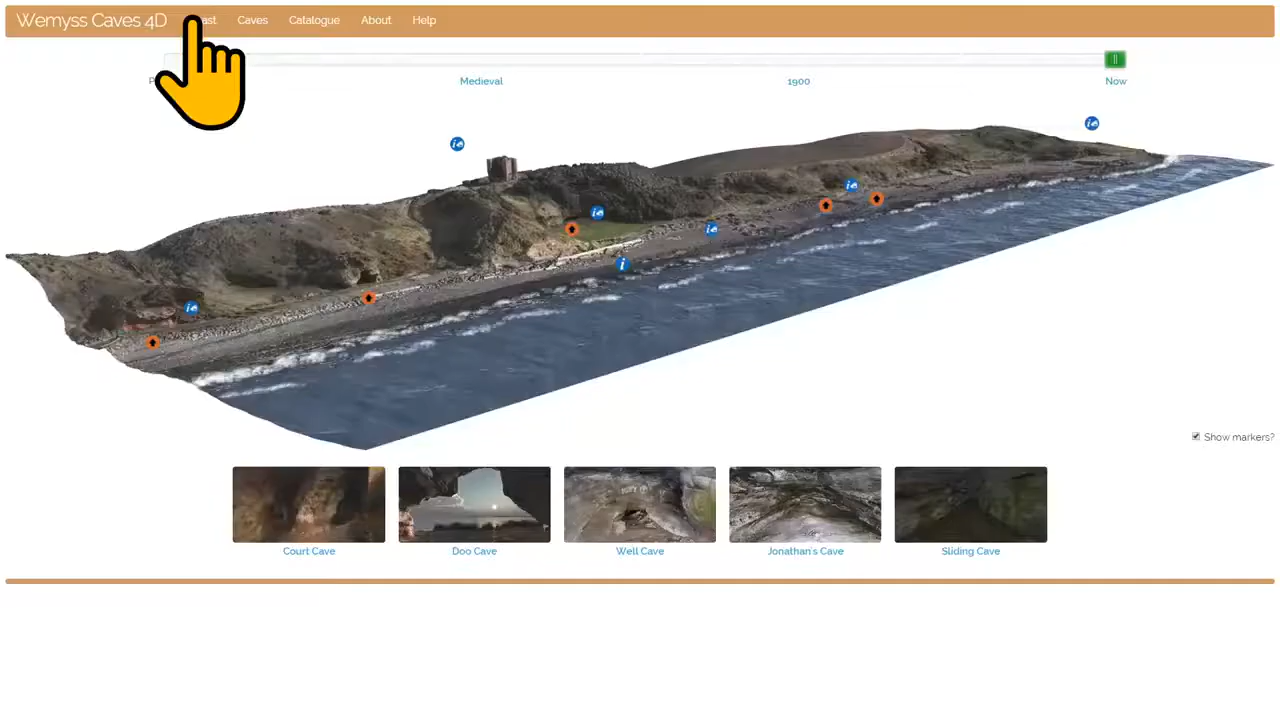 Wemyss Caves 4D Caves Catalogue About Help
Medieval 1900 Now
Show markers?
Court Cave Doo Cave Well Cave Jonathan's Cave Sliding Cave